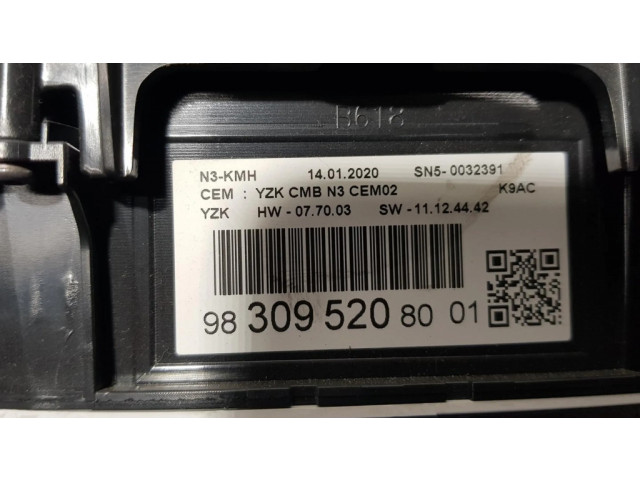 B618
N3-KMH 14.01.2020 SN5- 0032391
CEM : YZK CMB N3 CEM02 K9AC
YZK HW - 07.70.03 SW - 11.12.44.42
98 309 520 80 01